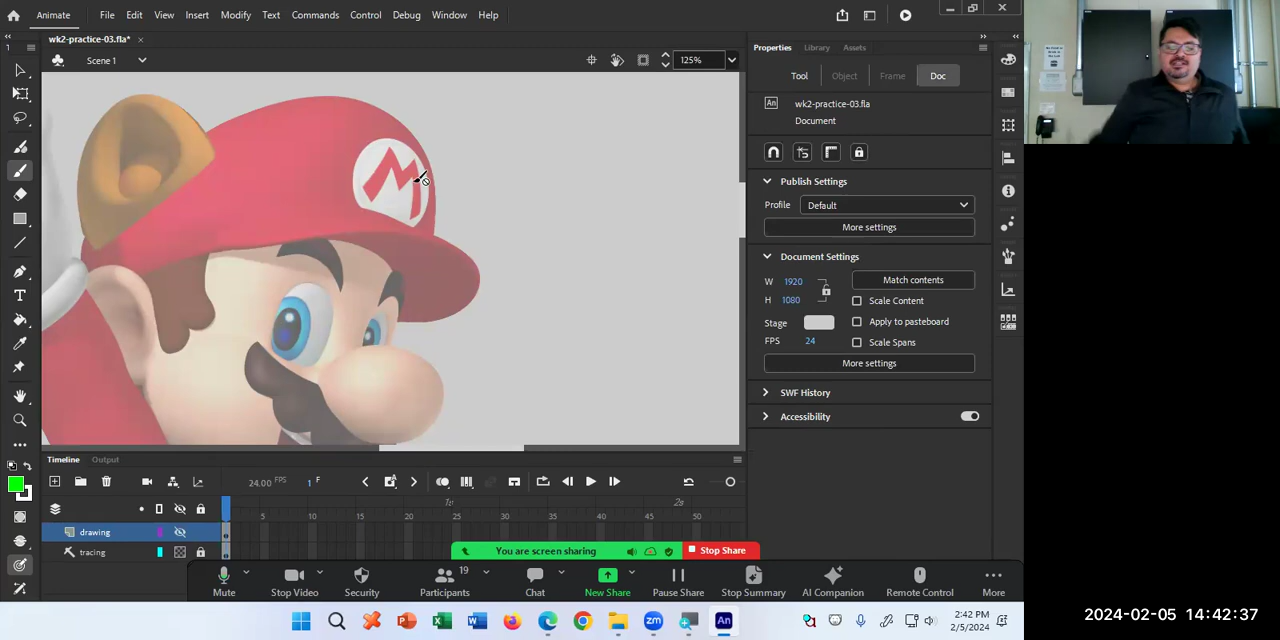 Animate File Edit View Insert Modify Text Commands Control Debug Window Help
wk2-practice-03.fla*
Scene 1
125%
Properties Library Assets
Tool Object Frame Doc
An wk2-practice-03.fla
Document
Publish Settings
Profile Default
More settings
Document Settings
W 1920 Match contents
H 1080 Scale Content
Stage Apply to pasteboard
FPS 24 Scale Spans
More settings
SWF History
Accessibility
M
T
1
Timeline Output
24.00 FPS 1 F
1s 2s
5 10 15 20 25 30 35 40 45 50
drawing
tracing
You are screen sharing Stop Share
19
Mute Stop Video Security Participants Chat New Share Pause Share Stop Summary AI Companion Remote Control More
P X W zm An
2:42 PM
2/5/2024
2024-02-05 14:42:37